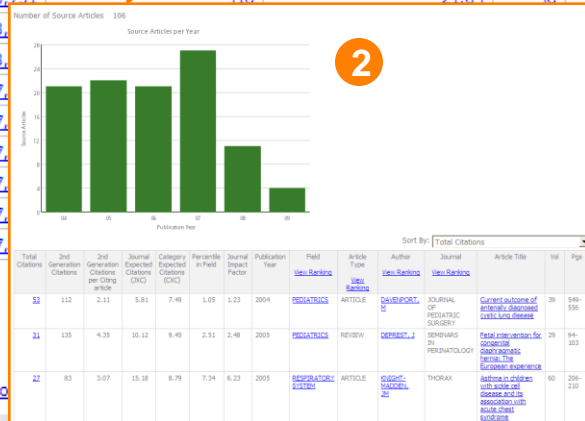 Number of Source Articles 106
2
Source Articles per Year
Source Articles
28
24
20
16
12
8
4
0
04 05 06 07 08 09
Publication Year
Sort By: Total Citations
Total Citations
2nd Generation Citations
2nd Generation Citations per Citing article
Journal Expected Citations (JXC)
Category Expected Citations (CXC)
Percentile in Field
Journal Impact Factor
Publication Year
Field View Ranking
Article Type View Ranking
Author View Ranking
Journal View Ranking
Article Title
Vol
Pgs
53 112 2.11 5.81 7.49 1.05 1.23 2004 PEDIATRICS ARTICLE DAVENPORT, M JOURNAL OF PEDIATRIC SURGERY Current outcome of antenally diagnosed cystic lung disease 39 549-556
31 135 4.35 10.12 9.45 2.51 2.48 2005 PEDIATRICS REVIEW DEPREST, J SEMINARS IN PERINATOLOGY Fetal intervention for congenital diaphragmatic hernia: The European experience 29 94-103
27 83 3.07 15.18 8.79 7.34 6.23 2005 RESPIRATORY SYSTEM ARTICLE KNIGHT-MADDEN, JM THORAX Asthma in children with sickle cell disease and its association with acute chest syndrome 60 206-210